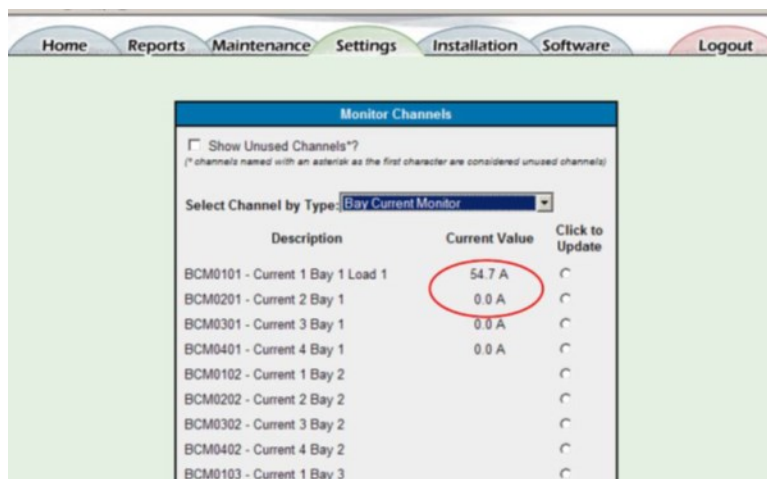 Home Reports Maintenance Settings Installation Software Logout
Monitor Channels
Show Unused Channels*?
(* channels named with an asterisk as the first character are considered unused channels)
Select Channel by Type: Bay Current Monitor
Description Current Value Click to Update
BCM0101 - Current 1 Bay 1 Load 1 54.7 A
BCM0201 - Current 2 Bay 1 0.0 A
BCM0301 - Current 3 Bay 1 0.0 A
BCM0401 - Current 4 Bay 1 0.0 A
BCM0102 - Current 1 Bay 2
BCM0202 - Current 2 Bay 2
BCM0302 - Current 3 Bay 2
BCM0402 - Current 4 Bay 2
BCM0103 - Current 1 Bay 3